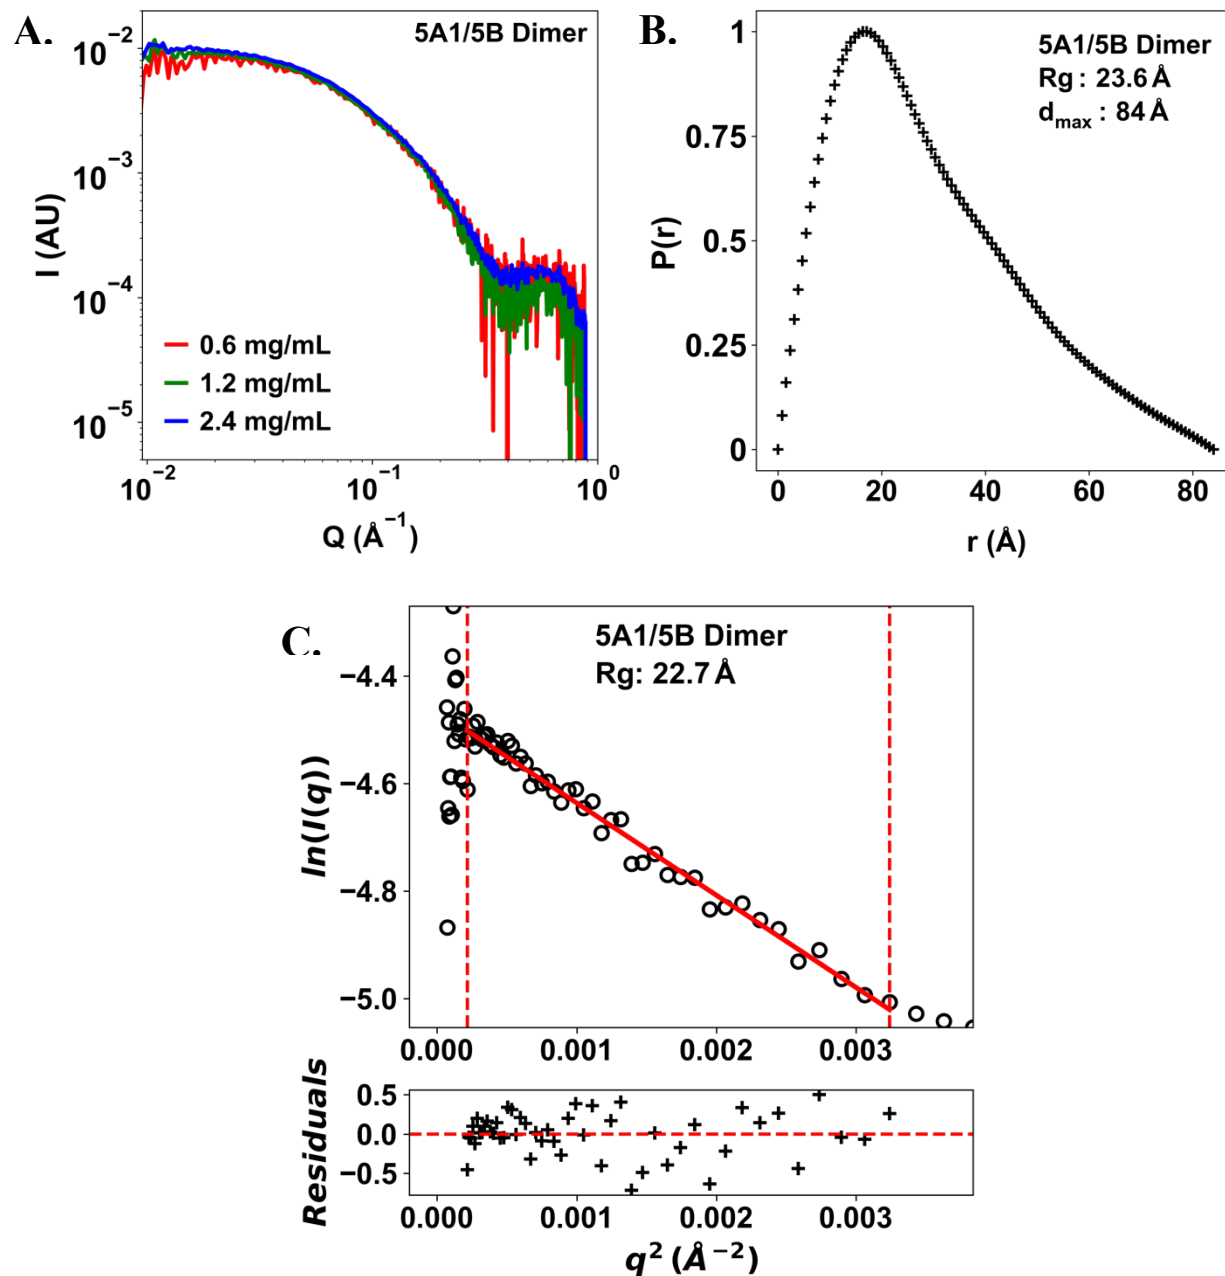 A.
5A1/5B Dimer
10⁻²
10⁻³
10⁻⁴
10⁻⁵
I (AU)
0.6 mg/mL
1.2 mg/mL
2.4 mg/mL
10⁻² 10⁻¹ 10⁰
Q (Å⁻¹)
B.
5A1/5B Dimer
Rg : 23.6 Å
dₘₐₓ : 84 Å
1
0.75
0.5
0.25
0
P(r)
0 20 40 60 80
r (Å)
C.
5A1/5B Dimer
Rg: 22.7 Å
−4.4
−4.6
−4.8
−5.0
ln(I(q))
0.000 0.001 0.002 0.003
0.5
0.0
−0.5
Residuals
0.000 0.001 0.002 0.003
q² (Å⁻²)